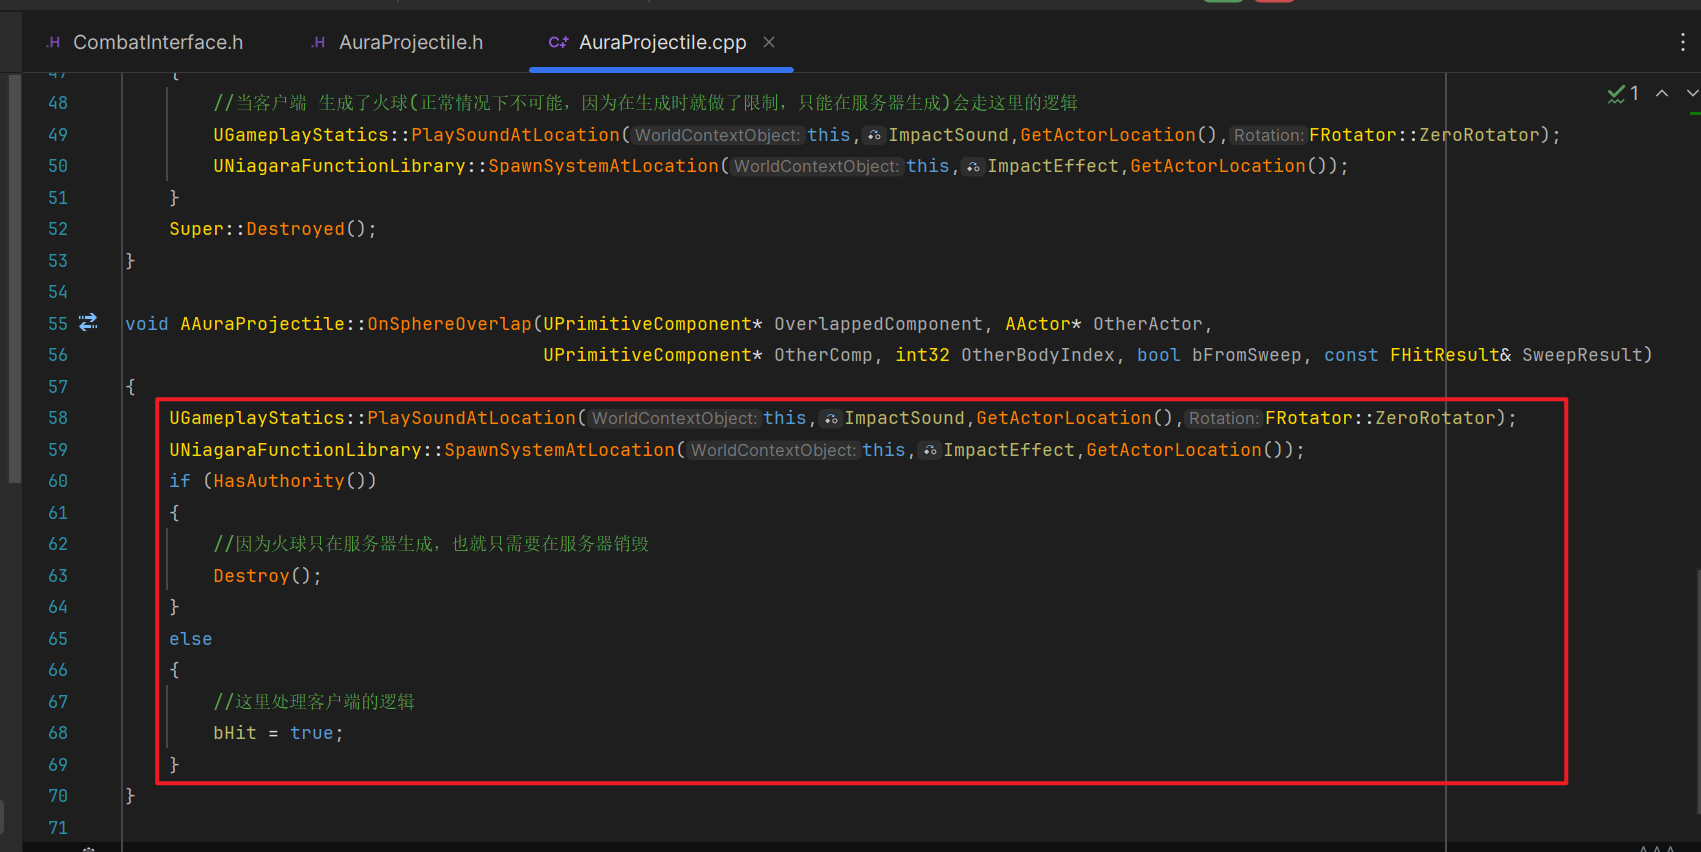 CombatInterface.h
AuraProjectile.h
AuraProjectile.cpp
1
47 {
48 //当客户端 生成了火球(正常情况下不可能，因为在生成时就做了限制，只能在服务器生成)会走这里的逻辑
49 UGameplayStatics::PlaySoundAtLocation(WorldContextObject:this,ImpactSound,GetActorLocation(),Rotation:FRotator::ZeroRotator);
50 UNiagaraFunctionLibrary::SpawnSystemAtLocation(WorldContextObject:this,ImpactEffect,GetActorLocation());
51 }
52 Super::Destroyed();
53 }
54
55 void AAuraProjectile::OnSphereOverlap(UPrimitiveComponent* OverlappedComponent, AActor* OtherActor,
56 UPrimitiveComponent* OtherComp, int32 OtherBodyIndex, bool bFromSweep, const FHitResult& SweepResult)
57 {
58 UGameplayStatics::PlaySoundAtLocation(WorldContextObject:this,ImpactSound,GetActorLocation(),Rotation:FRotator::ZeroRotator);
59 UNiagaraFunctionLibrary::SpawnSystemAtLocation(WorldContextObject:this,ImpactEffect,GetActorLocation());
60 if (HasAuthority())
61 {
62 //因为火球只在服务器生成，也就只需要在服务器销毁
63 Destroy();
64 }
65 else
66 {
67 //这里处理客户端的逻辑
68 bHit = true;
69 }
70 }
71